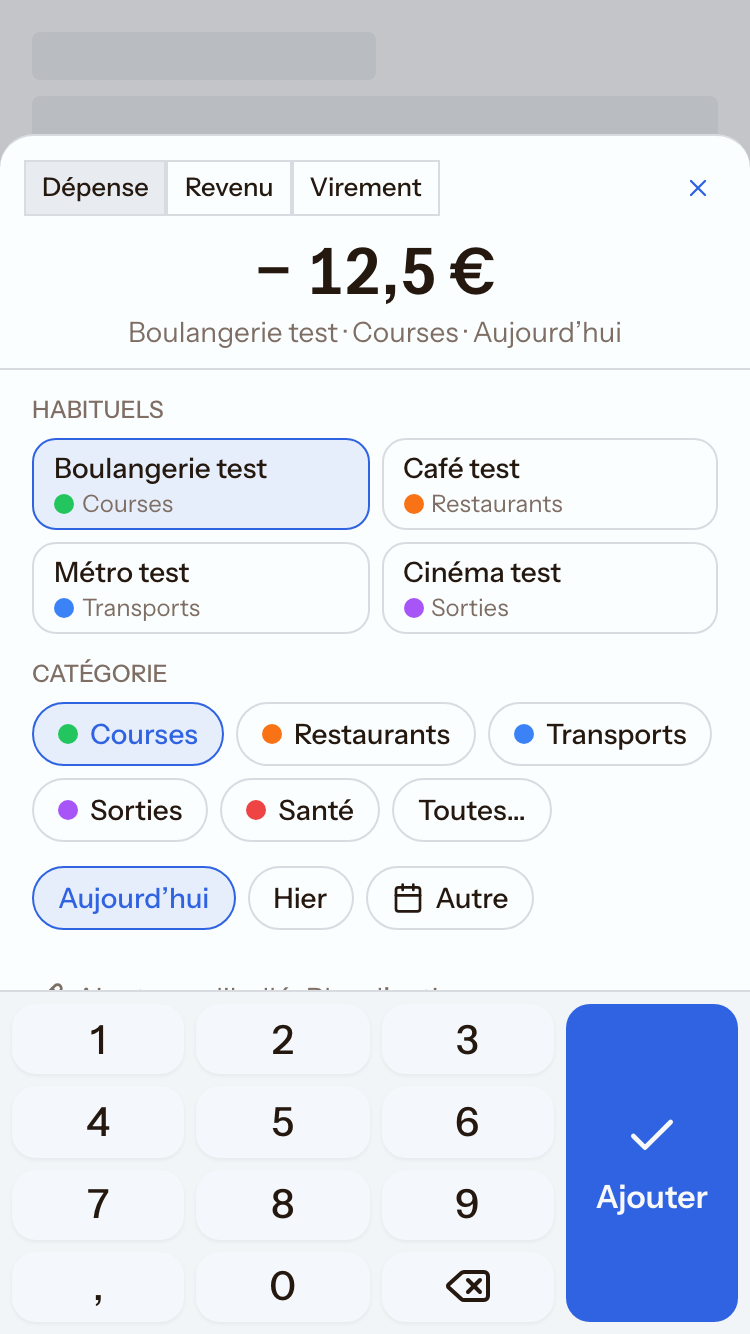 Dépense Revenu Virement
− 12,5 €
Boulangerie test · Courses · Aujourd’hui
HABITUELS
Boulangerie test Café test
Courses Restaurants
Métro test Cinéma test
Transports Sorties
CATÉGORIE
Courses Restaurants Transports
Sorties Santé Toutes…
Aujourd’hui Hier Autre
1 2 3
4 5 6
7 8 9
Ajouter
, 0